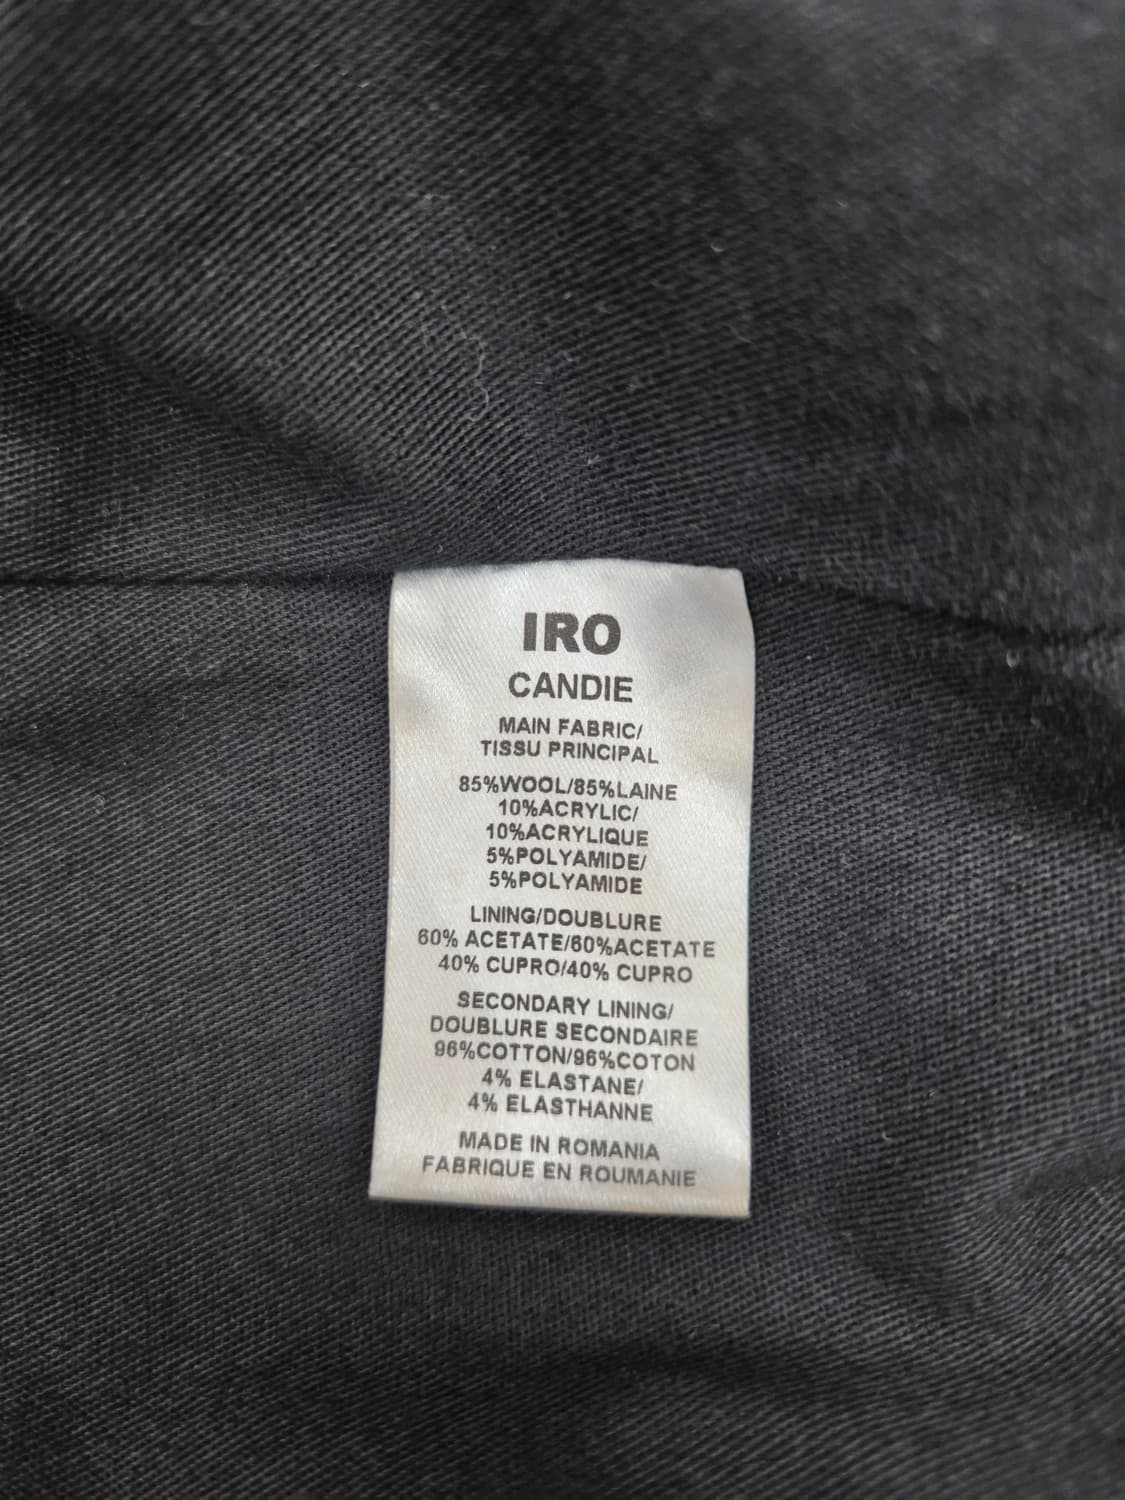 IRO
CANDIE
MAIN FABRIC/
TISSU PRINCIPAL
85%WOOL/85%LAINE
10%ACRYLIC/
10%ACRYLIQUE
5%POLYAMIDE/
5%POLYAMIDE
LINING/DOUBLURE
60% ACETATE/60%ACETATE
40% CUPRO/40% CUPRO
SECONDARY LINING/
DOUBLURE SECONDAIRE
96%COTTON/96%COTON
4% ELASTANE/
4% ELASTHANNE
MADE IN ROMANIA
FABRIQUE EN ROUMANIE